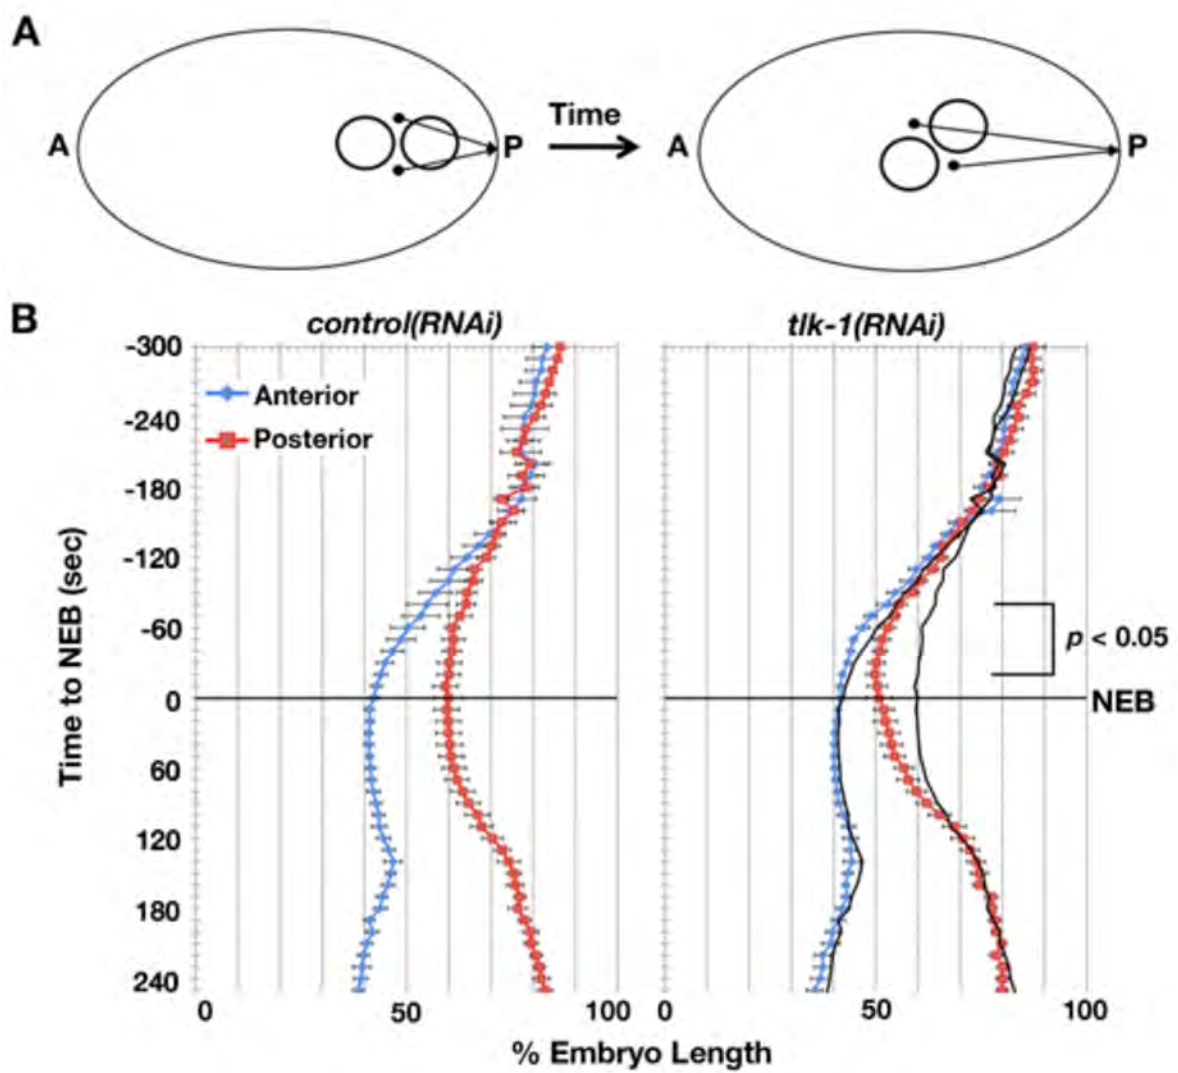 A
A
P
Time
A
P
B
control(RNAi)
tlk-1(RNAi)
-300
-240
-180
-120
-60
0
60
120
180
240
Time to NEB (sec)
Anterior
Posterior
p < 0.05
NEB
0
50
100
0
50
100
% Embryo Length